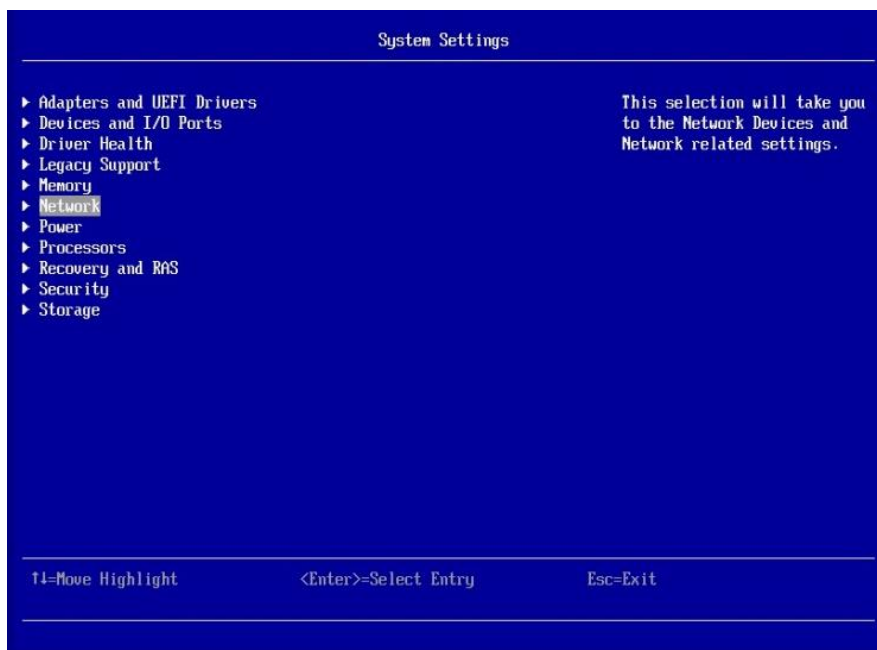 System Settings
▶ Adapters and UEFI Drivers
▶ Devices and I/O Ports
▶ Driver Health
▶ Legacy Support
▶ Memory
▶ Network
▶ Power
▶ Processors
▶ Recovery and RAS
▶ Security
▶ Storage
This selection will take you
to the Network Devices and
Network related settings.
↑↓=Move Highlight <Enter>=Select Entry Esc=Exit